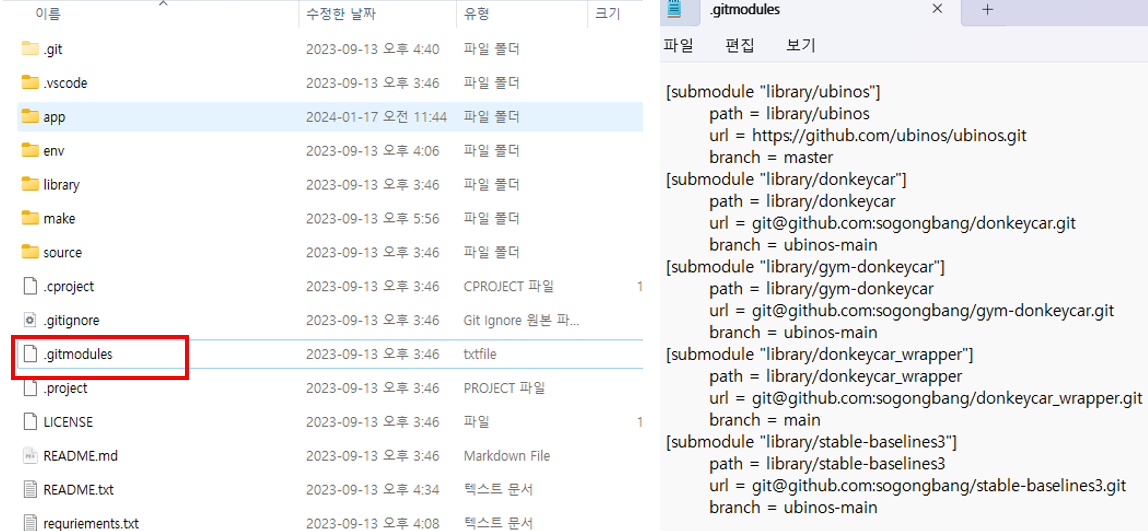 이름 수정한 날짜 유형 크기
.git 2023-09-13 오후 4:40 파일 폴더
.vscode 2023-09-13 오후 3:46 파일 폴더
app 2024-01-17 오전 11:44 파일 폴더
env 2023-09-13 오후 4:06 파일 폴더
library 2023-09-13 오후 3:46 파일 폴더
make 2023-09-13 오후 5:56 파일 폴더
source 2023-09-13 오후 3:46 파일 폴더
.cproject 2023-09-13 오후 3:46 CPROJECT 파일 1
.gitignore 2023-09-13 오후 3:46 Git Ignore 원본 파...
.gitmodules 2023-09-13 오후 3:46 txtfile
.project 2023-09-13 오후 3:46 PROJECT 파일
LICENSE 2023-09-13 오후 3:46 파일 1
README.md 2023-09-13 오후 3:46 Markdown File
README.txt 2023-09-13 오후 4:34 텍스트 문서
requriements.txt 2023-09-13 오후 4:08 텍스트 문서
.gitmodules
파일 편집 보기
[submodule "library/ubinos"]
path = library/ubinos
url = https://github.com/ubinos/ubinos.git
branch = master
[submodule "library/donkeycar"]
path = library/donkeycar
url = git@github.com:sogongbang/donkeycar.git
branch = ubinos-main
[submodule "library/gym-donkeycar"]
path = library/gym-donkeycar
url = git@github.com:sogongbang/gym-donkeycar.git
branch = ubinos-main
[submodule "library/donkeycar_wrapper"]
path = library/donkeycar_wrapper
url = git@github.com:sogongbang/donkeycar_wrapper.git
branch = main
[submodule "library/stable-baselines3"]
path = library/stable-baselines3
url = git@github.com:sogongbang/stable-baselines3.git
branch = ubinos-main